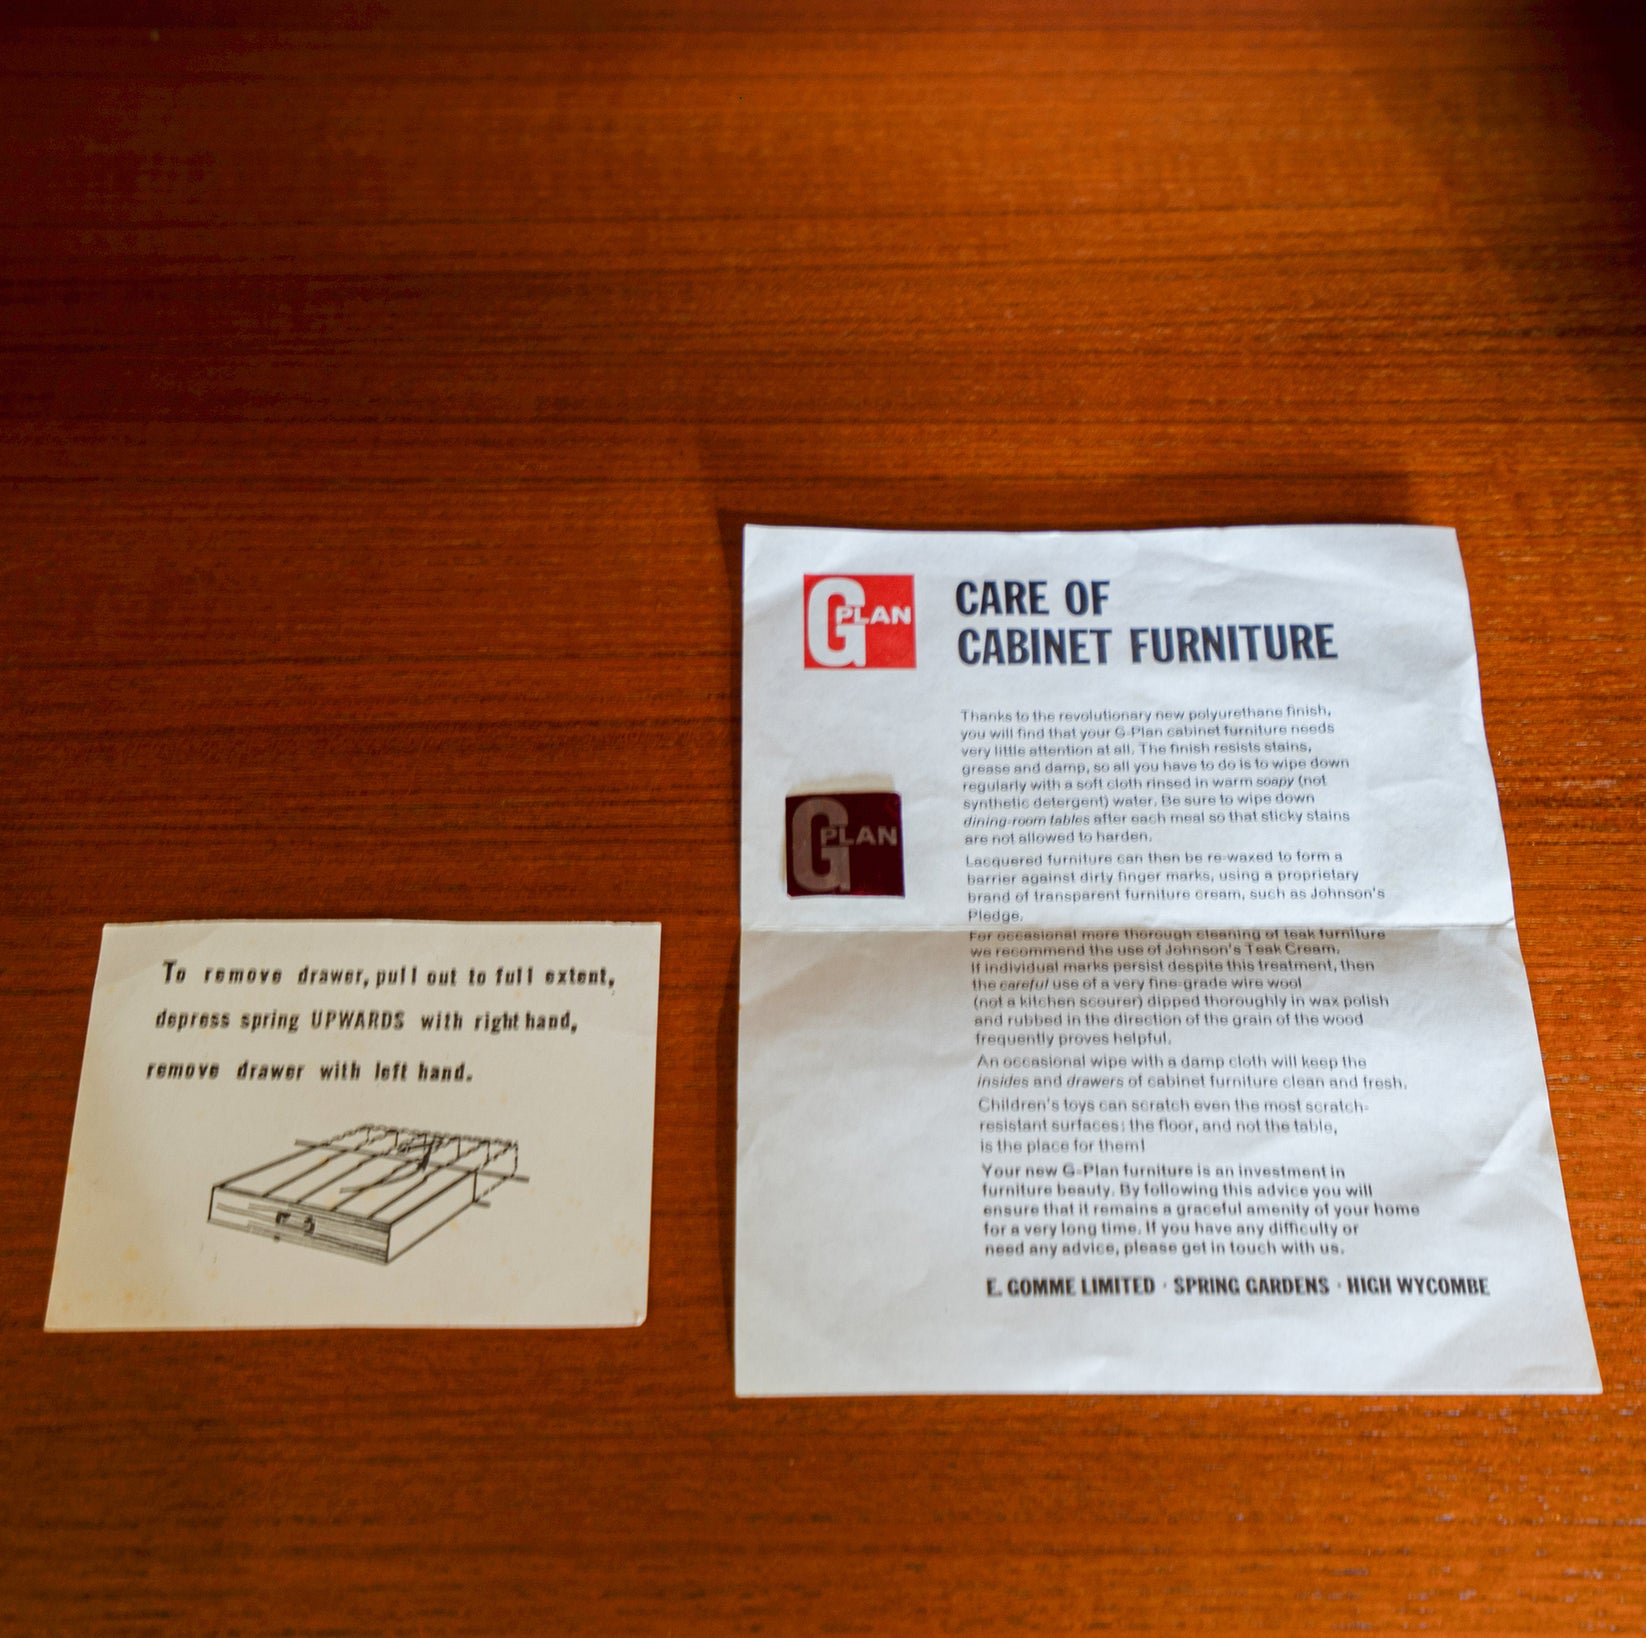 To remove drawer, pull out to full extent,
depress spring UPWARDS with right hand,
remove drawer with left hand.
G PLAN
CARE OF
CABINET FURNITURE
Thanks to the revolutionary new polyurethane finish,
you will find that your G-Plan cabinet furniture needs
very little attention at all. The finish resists stains,
grease and damp, so all you have to do is to wipe down
regularly with a soft cloth rinsed in warm soapy (not
synthetic detergent) water. Be sure to wipe down
dining-room tables after each meal so that sticky stains
are not allowed to harden.
Lacquered furniture can then be re-waxed to form a
barrier against dirty finger marks, using a proprietary
brand of transparent furniture cream, such as Johnson's
Pledge.
For occasional more thorough cleaning of teak furniture
we recommend the use of Johnson's Teak Cream.
If individual marks persist despite this treatment, then
the careful use of a very fine-grade wire wool
(not a kitchen scourer) dipped thoroughly in wax polish
and rubbed in the direction of the grain of the wood
frequently proves helpful.
An occasional wipe with a damp cloth will keep the
insides and drawers of cabinet furniture clean and fresh.
Children's toys can scratch even the most scratch-
resistant surfaces; the floor, and not the table,
is the place for them!
Your new G-Plan furniture is an investment in
furniture beauty. By following this advice you will
ensure that it remains a graceful amenity of your home
for a very long time. If you have any difficulty or
need any advice, please get in touch with us.
E. GOMME LIMITED · SPRING GARDENS · HIGH WYCOMBE
G PLAN